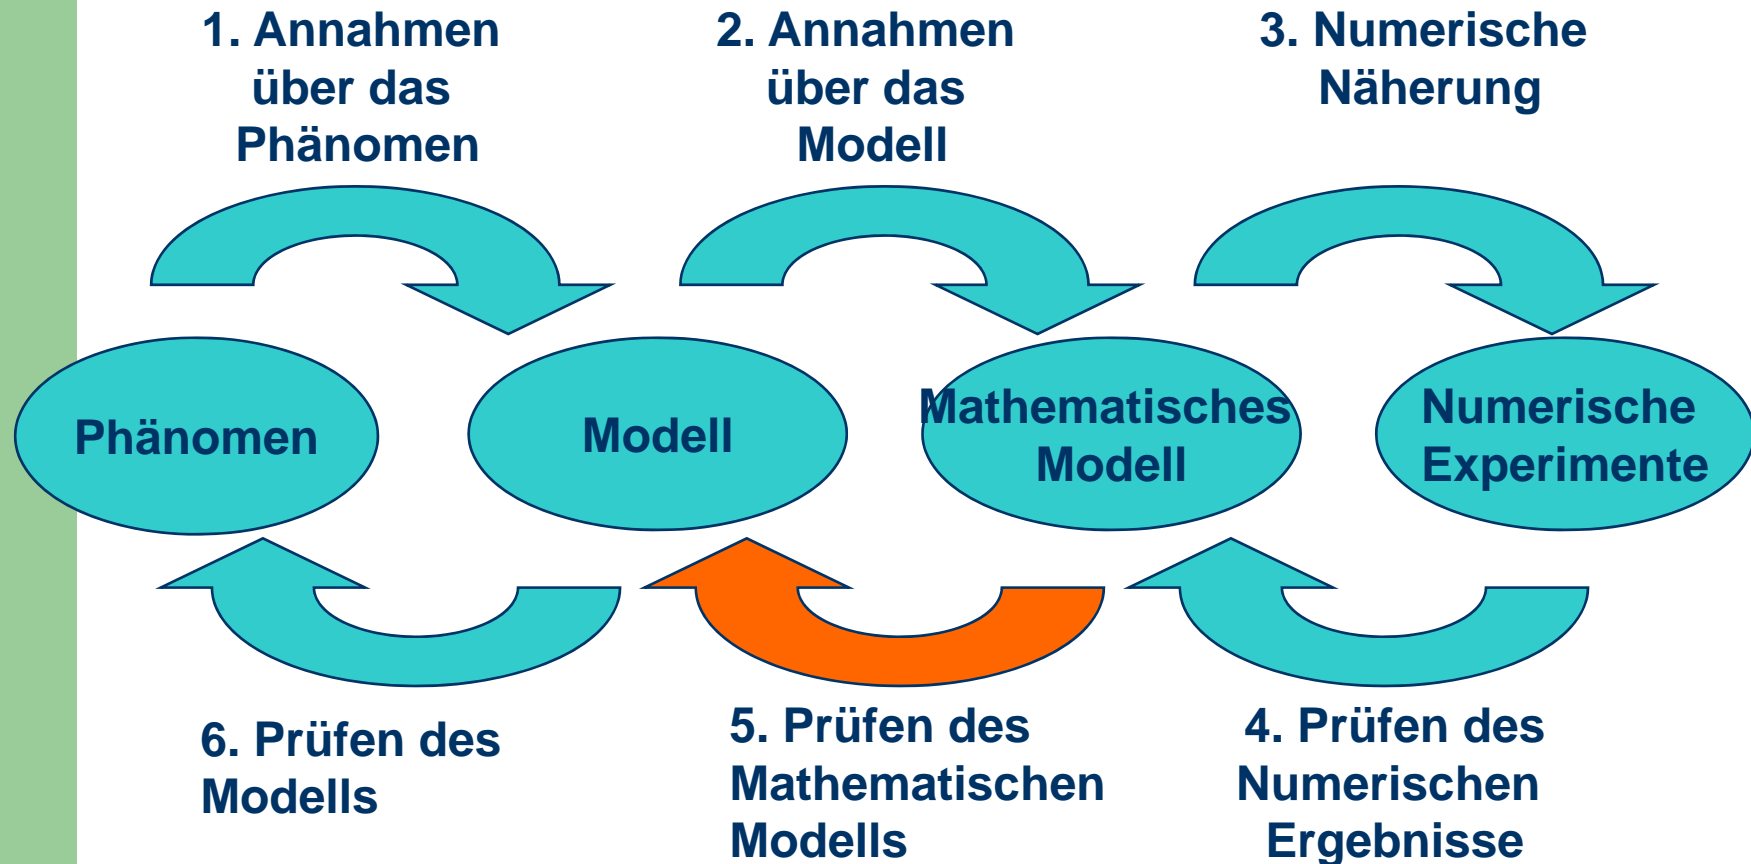 1. Annahmen
über das
Phänomen
2. Annahmen
über das
Modell
3. Numerische
Näherung
Phänomen
Modell
Mathematisches
Modell
Numerische
Experimente
6. Prüfen des
Modells
5. Prüfen des
Mathematischen
Modells
4. Prüfen des
Numerischen
Ergebnisse